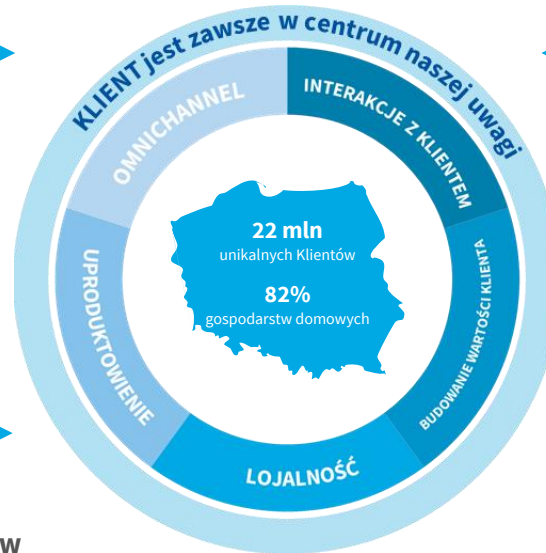 KLIENT jest zawsze w centrum naszej uwagi
OMNICHANNEL
INTERAKCJE Z KLIENTEM
22 mln
unikalnych Klientów
82%
gospodarstw domowych
UPRODUKTOWIENIE
BUDOWANIE WARTOŚCI KLIENTA
LOJALNOŚĆ
w